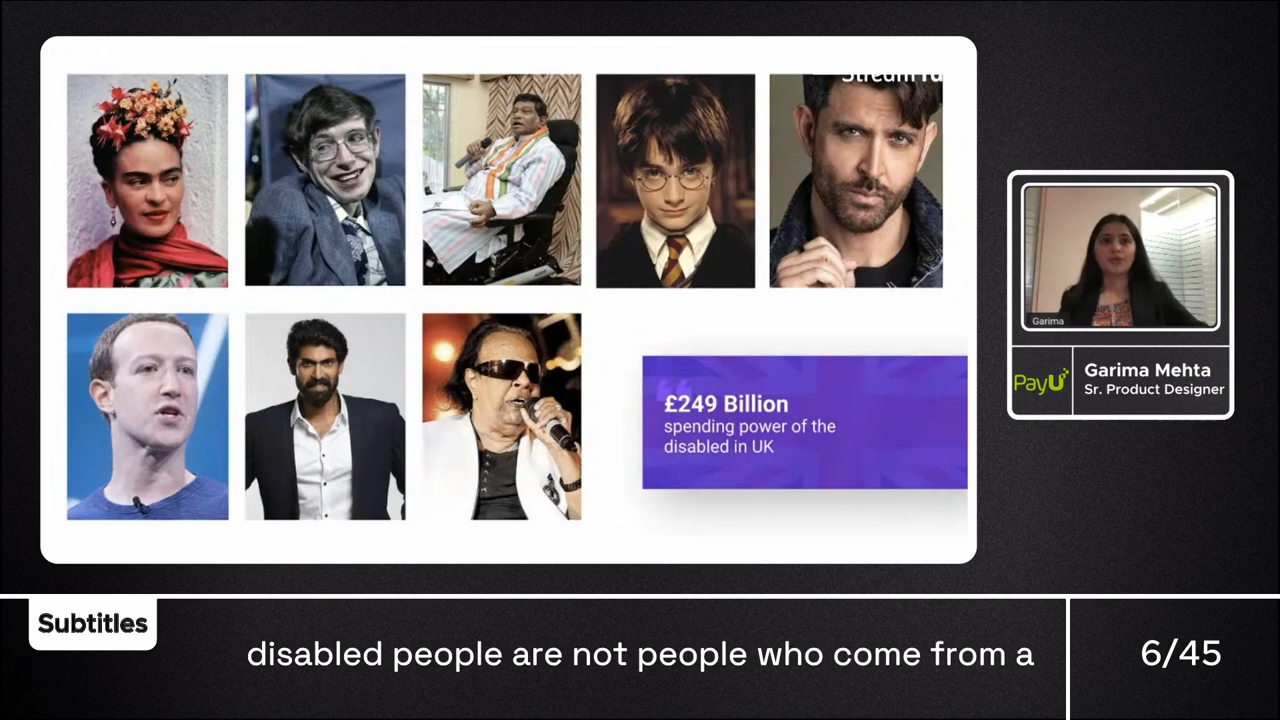 £249 Billion
spending power of the
disabled in UK
Garima
PayU
Garima Mehta
Sr. Product Designer
Subtitles
disabled people are not people who come from a
6/45